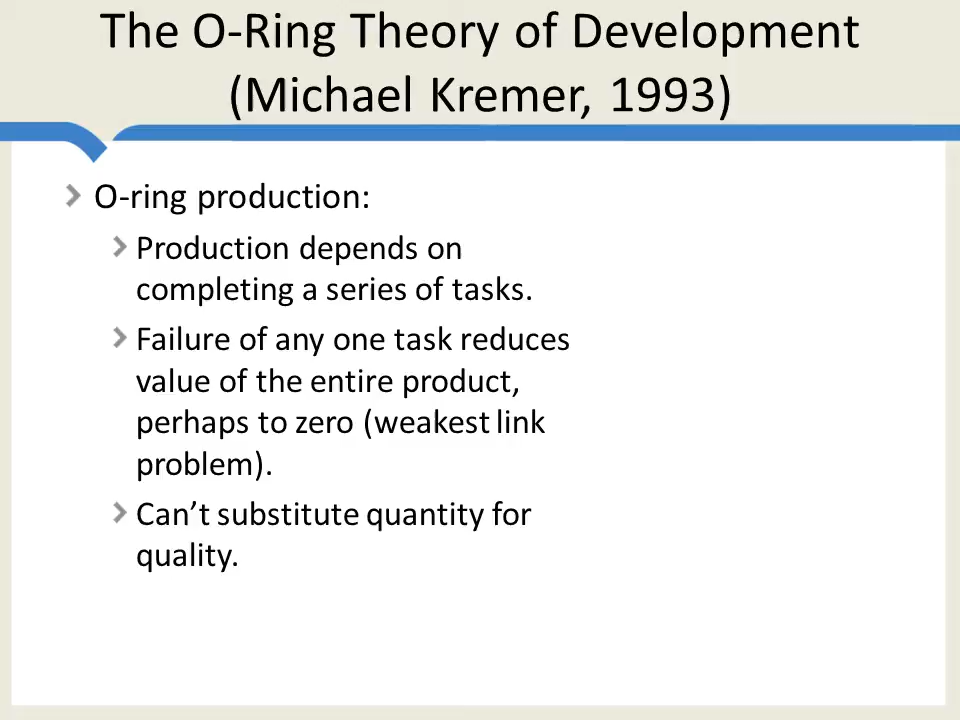 The O-Ring Theory of Development
(Michael Kremer, 1993)
O-ring production:
Production depends on
completing a series of tasks.
Failure of any one task reduces
value of the entire product,
perhaps to zero (weakest link
problem).
Can’t substitute quantity for
quality.